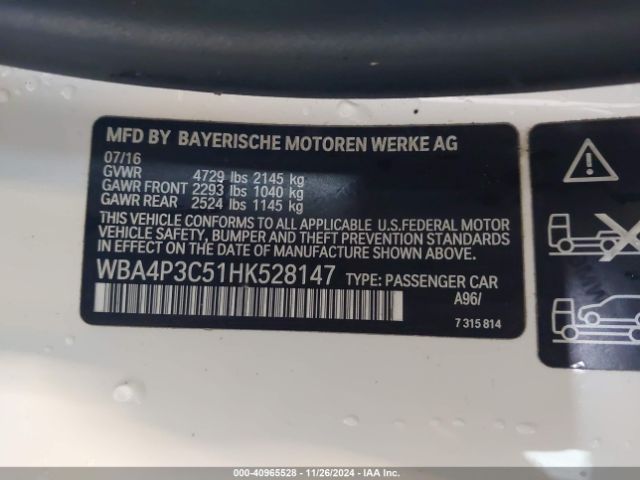 MFD BY BAYERISCHE MOTOREN WERKE AG
07/16
GVWR 4729 lbs 2145 kg
GAWR FRONT 2293 lbs 1040 kg
GAWR REAR 2524 lbs 1145 kg
THIS VEHICLE CONFORMS TO ALL APPLICABLE U.S.FEDERAL MOTOR
VEHICLE SAFETY, BUMPER AND THEFT PREVENTION STANDARDS
IN EFFECT ON THE DATE OF MANUFACTURE SHOWN ABOVE.
WBA4P3C51HK528147 TYPE: PASSENGER CAR
A96/
7 315 814
000-40965528 - 11/26/2024 - IAAI.COM